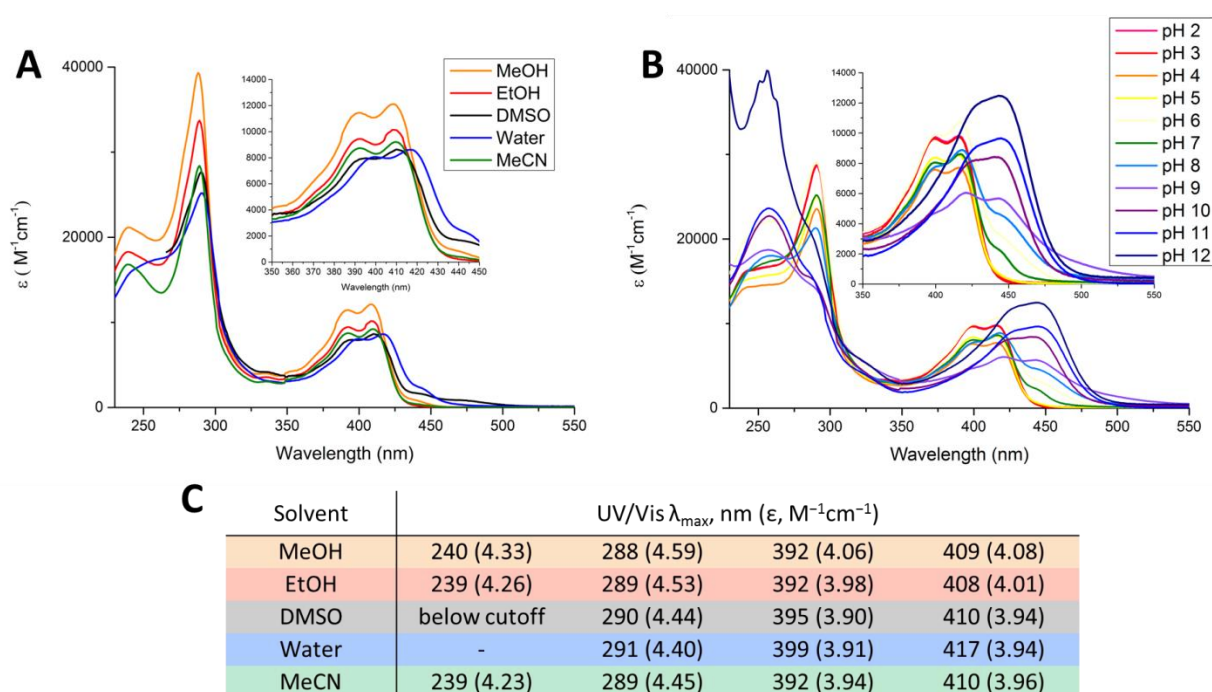 A
40000
20000
0
ε ( M⁻¹cm⁻¹)
250 300 350 400 450 500 550
Wavelength (nm)
14000
12000
10000
8000
6000
4000
2000
0
350 360 370 380 390 400 410 420 430 440 450
Wavelength (nm)
MeOH
EtOH
DMSO
Water
MeCN
B
40000
20000
0
ε ( M⁻¹cm⁻¹)
250 300 350 400 450 500 550
Wavelength (nm)
14000
12000
10000
8000
6000
4000
2000
0
350 400 450 500 550
Wavelength (nm)
pH 2
pH 3
pH 4
pH 5
pH 6
pH 7
pH 8
pH 9
pH 10
pH 11
pH 12
C
Solvent UV/Vis λmax, nm (ε, M⁻¹cm⁻¹)
MeOH 240 (4.33) 288 (4.59) 392 (4.06) 409 (4.08)
EtOH 239 (4.26) 289 (4.53) 392 (3.98) 408 (4.01)
DMSO below cutoff 290 (4.44) 395 (3.90) 410 (3.94)
Water - 291 (4.40) 399 (3.91) 417 (3.94)
MeCN 239 (4.23) 289 (4.45) 392 (3.94) 410 (3.96)